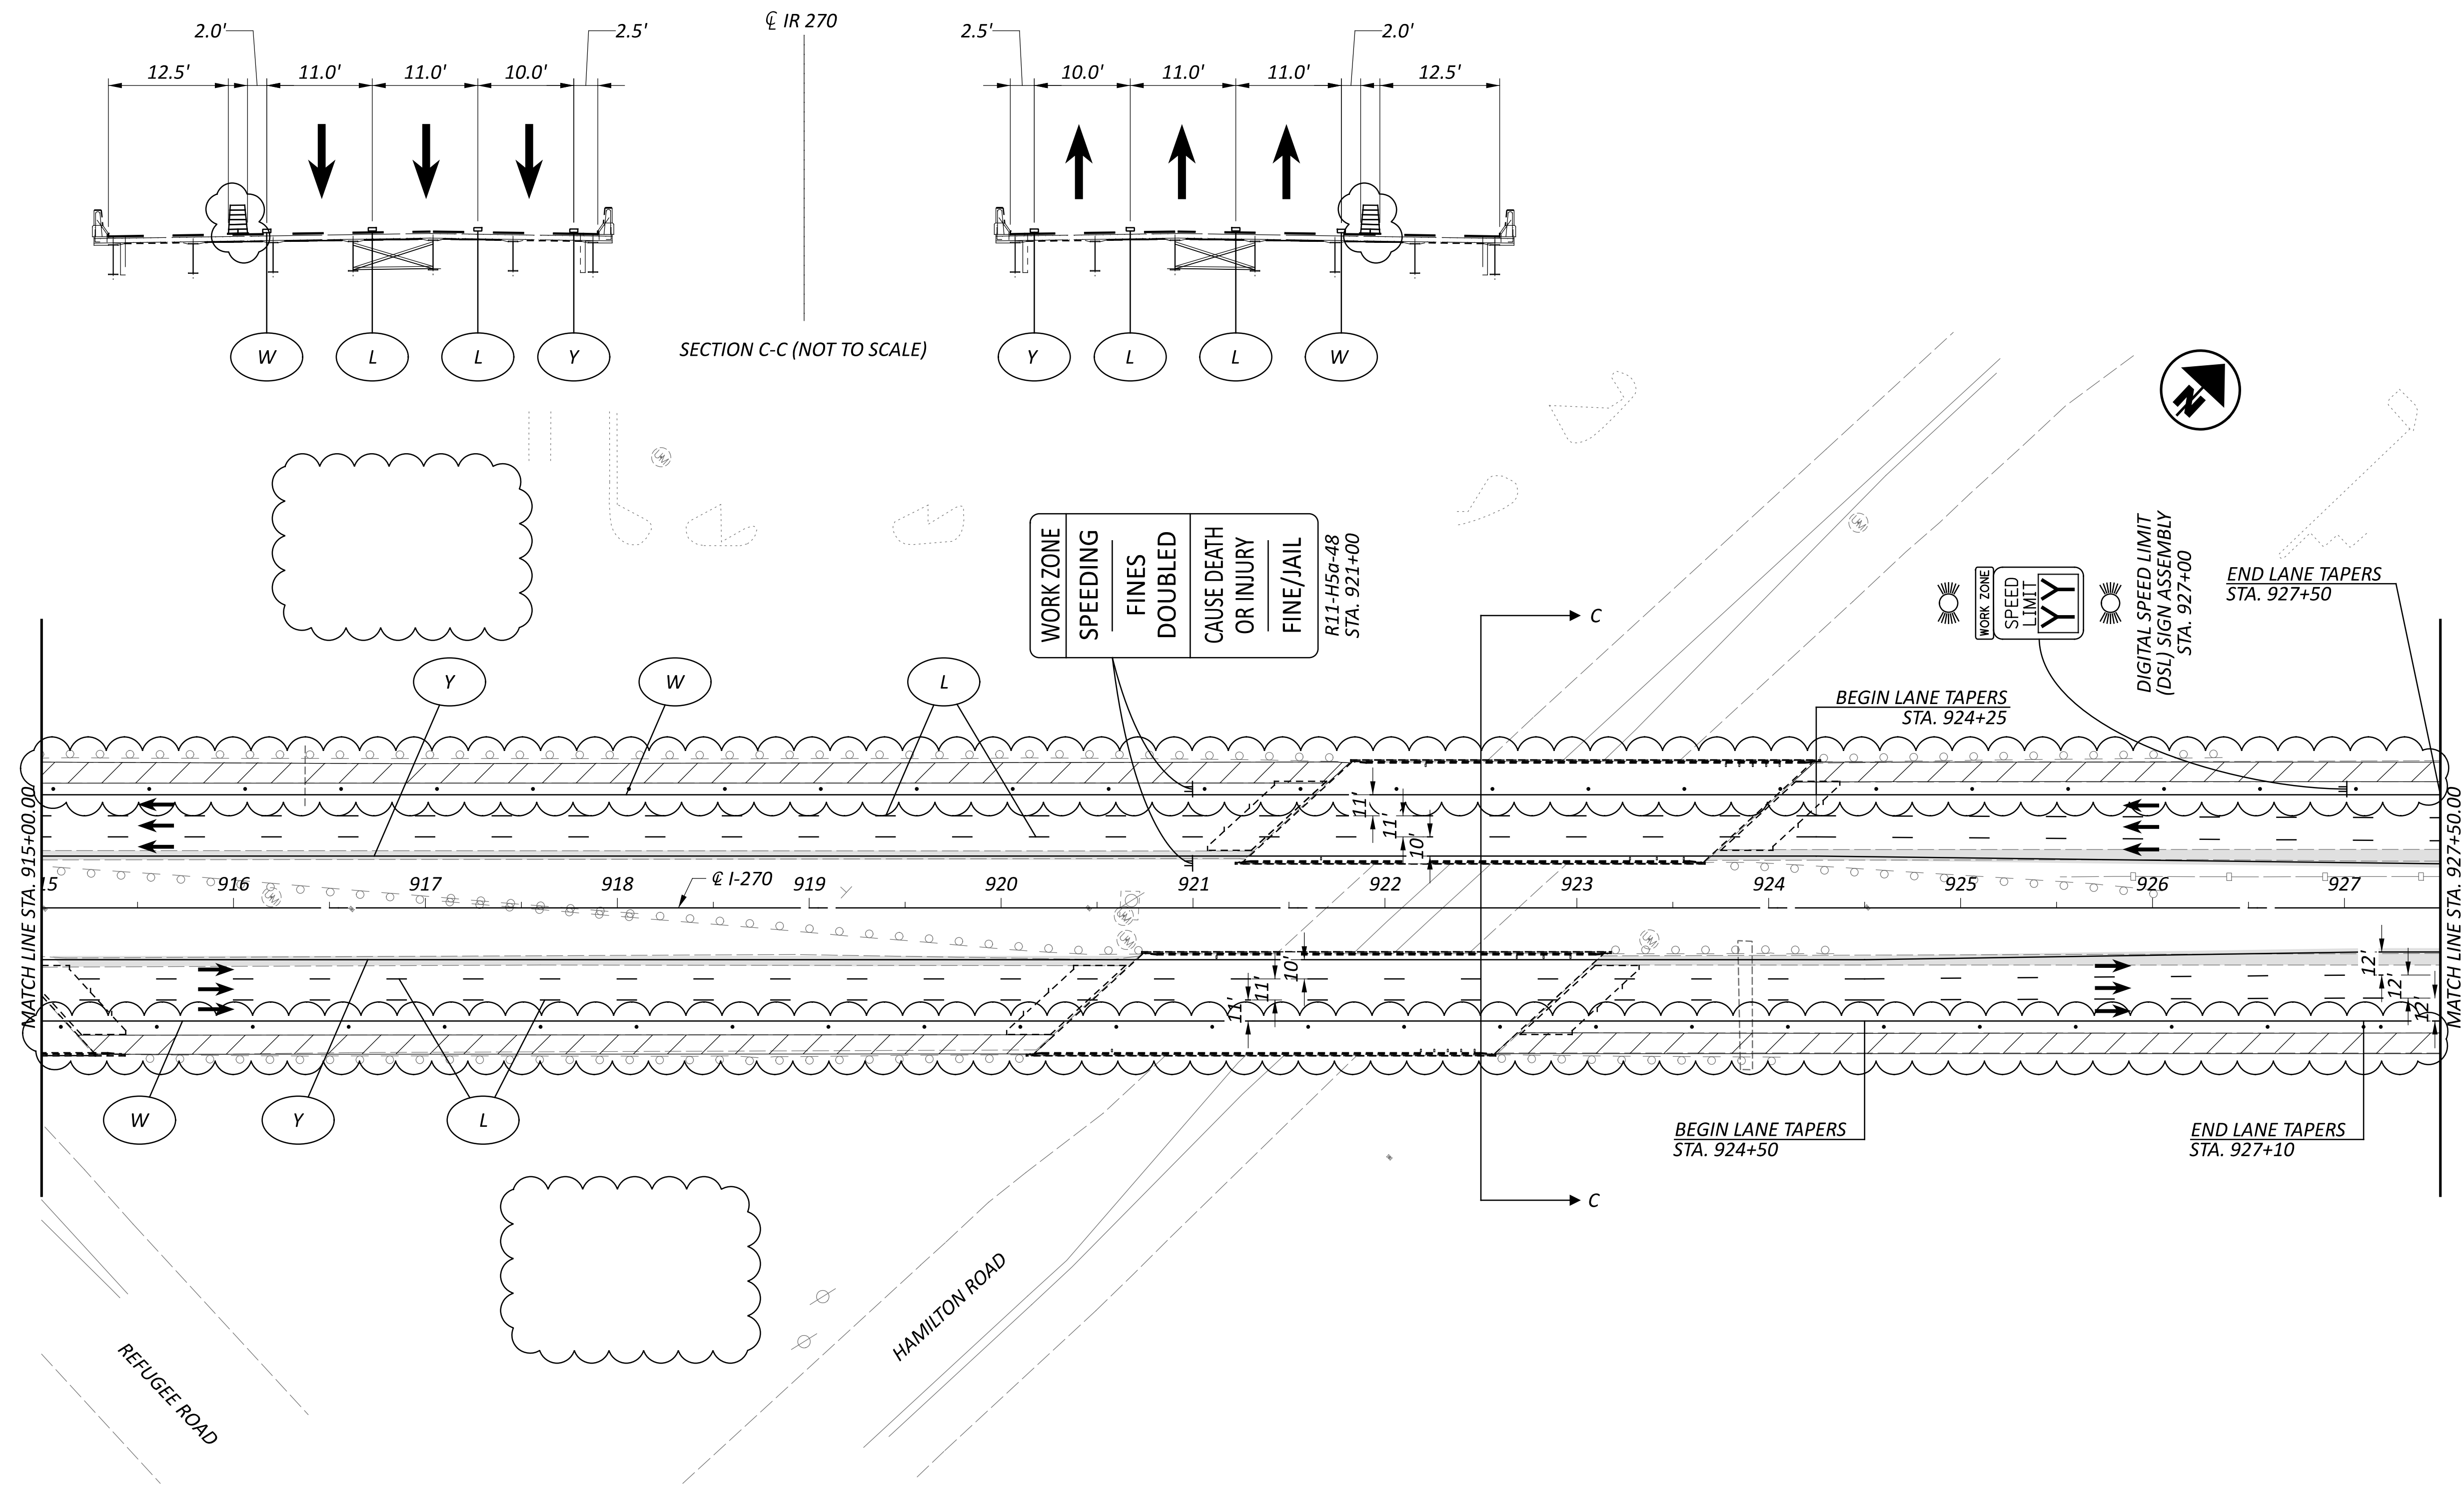 ℄ IR 270
2.0'
2.5'
2.5'
2.0'
12.5'
11.0'
11.0'
10.0'
10.0'
11.0'
11.0'
12.5'
W
L
L
Y
SECTION C-C (NOT TO SCALE)
Y
L
L
W
N
WORK ZONE
SPEEDING
FINES
DOUBLED
CAUSE DEATH
OR INJURY
FINE/JAIL
R11-H5a-48
STA. 921+00
C
WORK ZONE
SPEED
LIMIT
YY
DIGITAL SPEED LIMIT
(DSL) SIGN ASSEMBLY
STA. 927+00
END LANE TAPERS
STA. 927+50
BEGIN LANE TAPERS
STA. 924+25
Y
W
L
11'
11'
10'
MATCH LINE STA. 915+00.00
15
916
917
918
℄ I-270
919
920
921
922
923
924
925
926
927
MATCH LINE STA. 927+50.00
10'
11'
11'
12'
12'
12'
W
Y
L
BEGIN LANE TAPERS
STA. 924+50
END LANE TAPERS
STA. 927+10
C
HAMILTON ROAD
REFUGEE ROAD